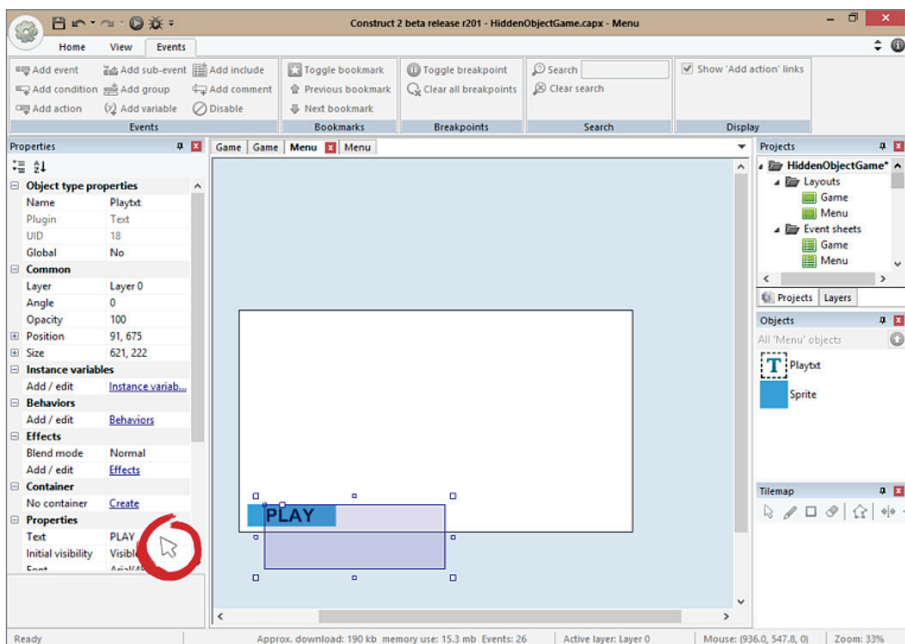 Construct 2 beta release r201 - HiddenObjectGame.capx - Menu
Home View Events
Add event Add sub-event Add include Toggle bookmark Toggle breakpoint Search Show 'Add action' links
Add condition Add group Add comment Previous bookmark Clear all breakpoints Clear search
Add action Add variable Disable Next bookmark
Events Bookmarks Breakpoints Search Display
Properties
Object type properties
Name Playtxt
Plugin Text
UID 18
Global No
Common
Layer Layer 0
Angle 0
Opacity 100
Position 91, 675
Size 621, 222
Instance variables
Add / edit Instance variab...
Behaviors
Add / edit Behaviors
Effects
Blend mode Normal
Add / edit Effects
Container
No container Create
Properties
Text PLAY
Initial visibility Visible
Font
Game Game Menu Menu
PLAY
Projects
HiddenObjectGame*
Layouts
Game
Menu
Event sheets
Game
Menu
Projects Layers
Objects
All 'Menu' objects
T Playtxt
Sprite
Tilemap
Ready Approx. download: 190 kb memory use: 15.3 mb Events: 26 Active layer: Layer 0 Mouse: (936.0, 547.8, 0) Zoom: 33%